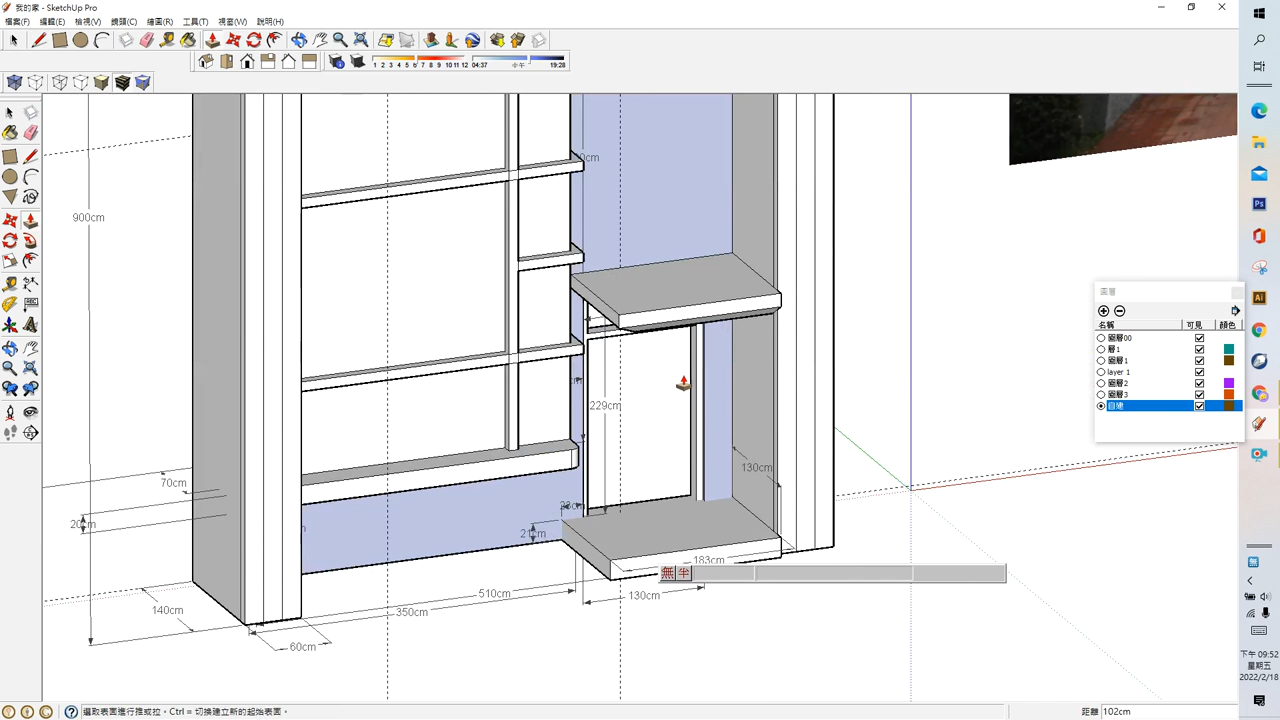 我的家 - SketchUp Pro
檔案(F) 編輯(E) 檢視(V) 鏡頭(C) 繪圖(R) 工具(T) 視窗(W) 說明(H)
1 2 3 4 5 6 7 8 9 10 11 12 04:37 小午 19:28
900cm
229cm
70cm
20cm
130cm
21cm
183cm
510cm
130cm
350cm
140cm
60cm
無 半
圖層
名稱 可見 顏色
圖層00
層1
圖層1
layer 1
圖層2
圖層3
自建
Ps
Ai
無
下午 09:52
星期五
2022/2/18
選取表面進行推或拉。Ctrl = 切換建立新的起始表面。
距離 102cm